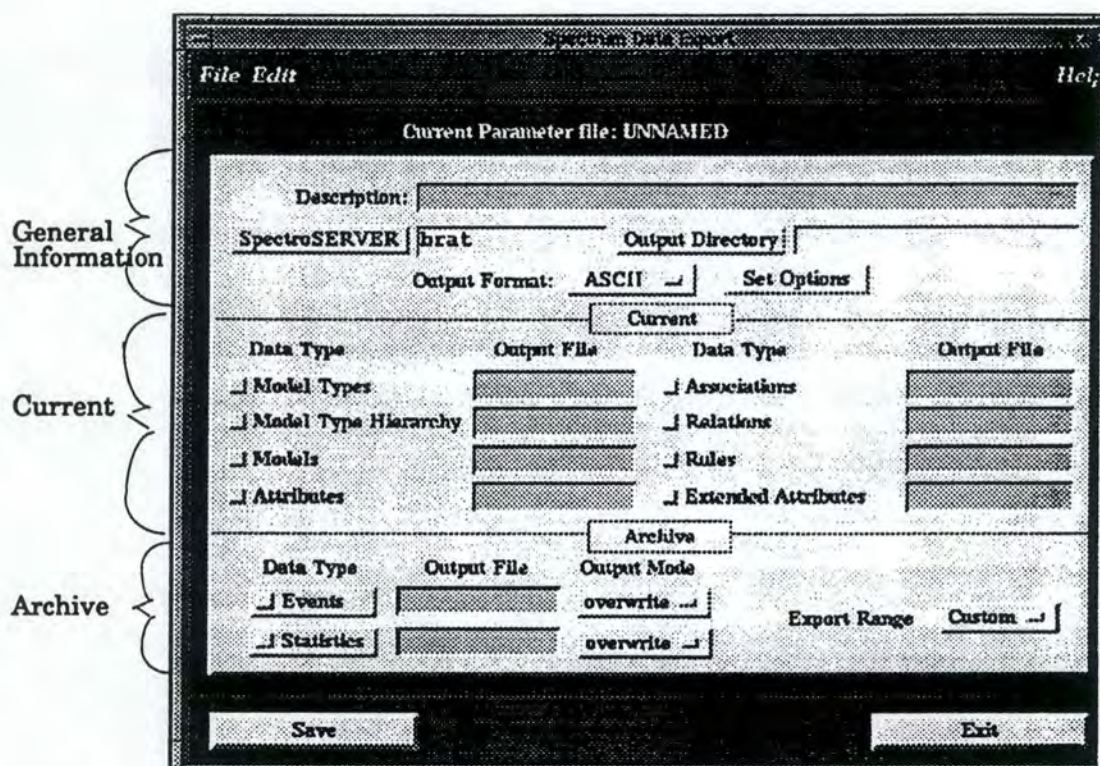 Spectrum Data Export
File Edit Help
Current Parameter file: UNNAMED
General Information
Description:
SpectroSERVER brat Output Directory
Output Format: ASCII Set Options
Current
Current
Data Type Output File Data Type Output File
Model Types Associations
Model Type Hierarchy Relations
Models Rules
Attributes Extended Attributes
Archive
Archive
Data Type Output File Output Mode
Events overwrite
Export Range Custom
Statistics overwrite
Save Exit